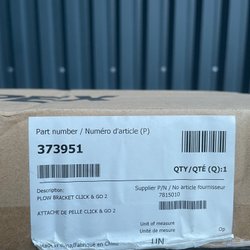 Part number / Numéro d'article (P)
373951
QTY/QTÉ (Q):1
Description:
PLOW BRACKET CLICK & GO 2
ATTACHE DE PELLE CLICK & GO 2
Supplier P/N / No article fournisseur
7815010
Unit of measure
Unité de mesure
UN